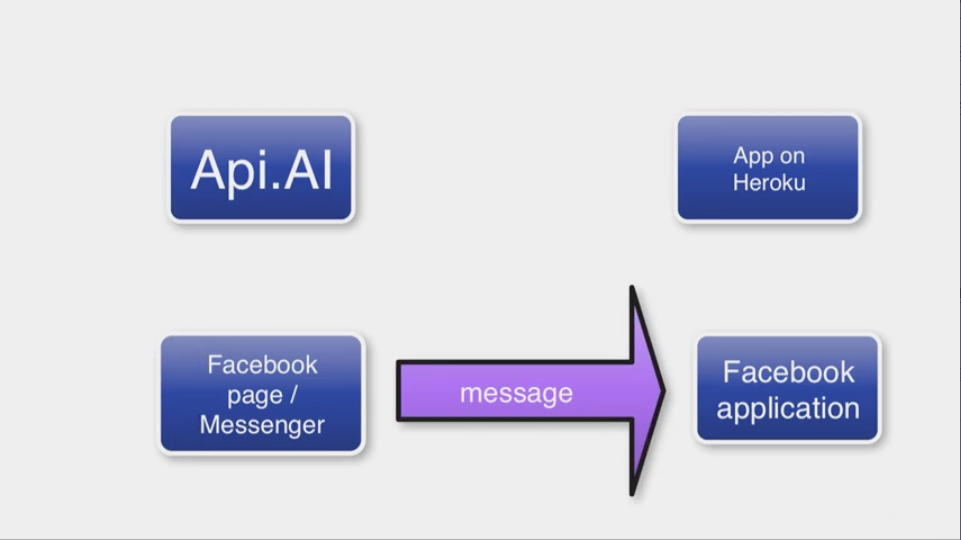 Api.AI
App on
Heroku
Facebook
page /
Messenger
message
Facebook
application